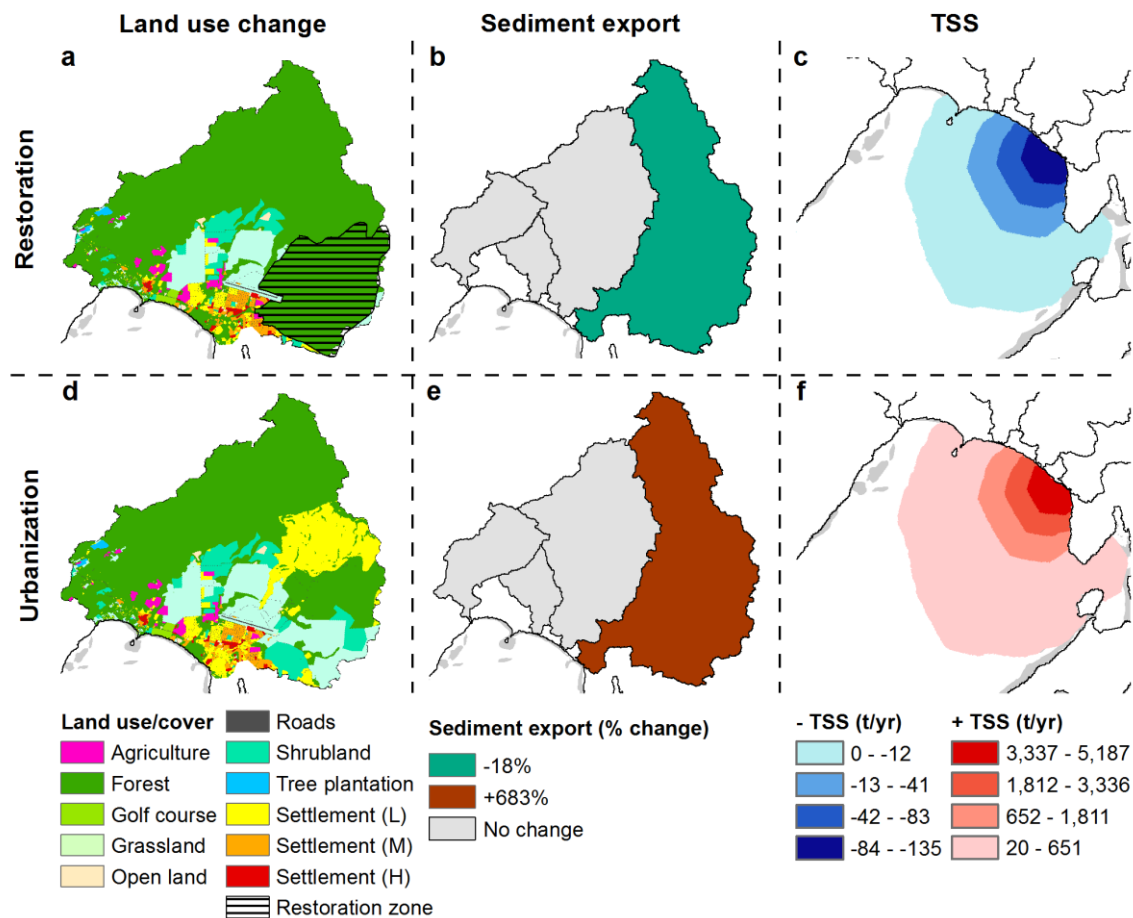 Land use change
Sediment export
TSS
Restoration
a
b
c
Urbanization
d
e
f
Land use/cover
Agriculture
Forest
Golf course
Grassland
Open land
Roads
Shrubland
Tree plantation
Settlement (L)
Settlement (M)
Settlement (H)
Restoration zone
Sediment export (% change)
-18%
+683%
No change
- TSS (t/yr)
0 - -12
-13 - -41
-42 - -83
-84 - -135
+ TSS (t/yr)
3,337 - 5,187
1,812 - 3,336
652 - 1,811
20 - 651